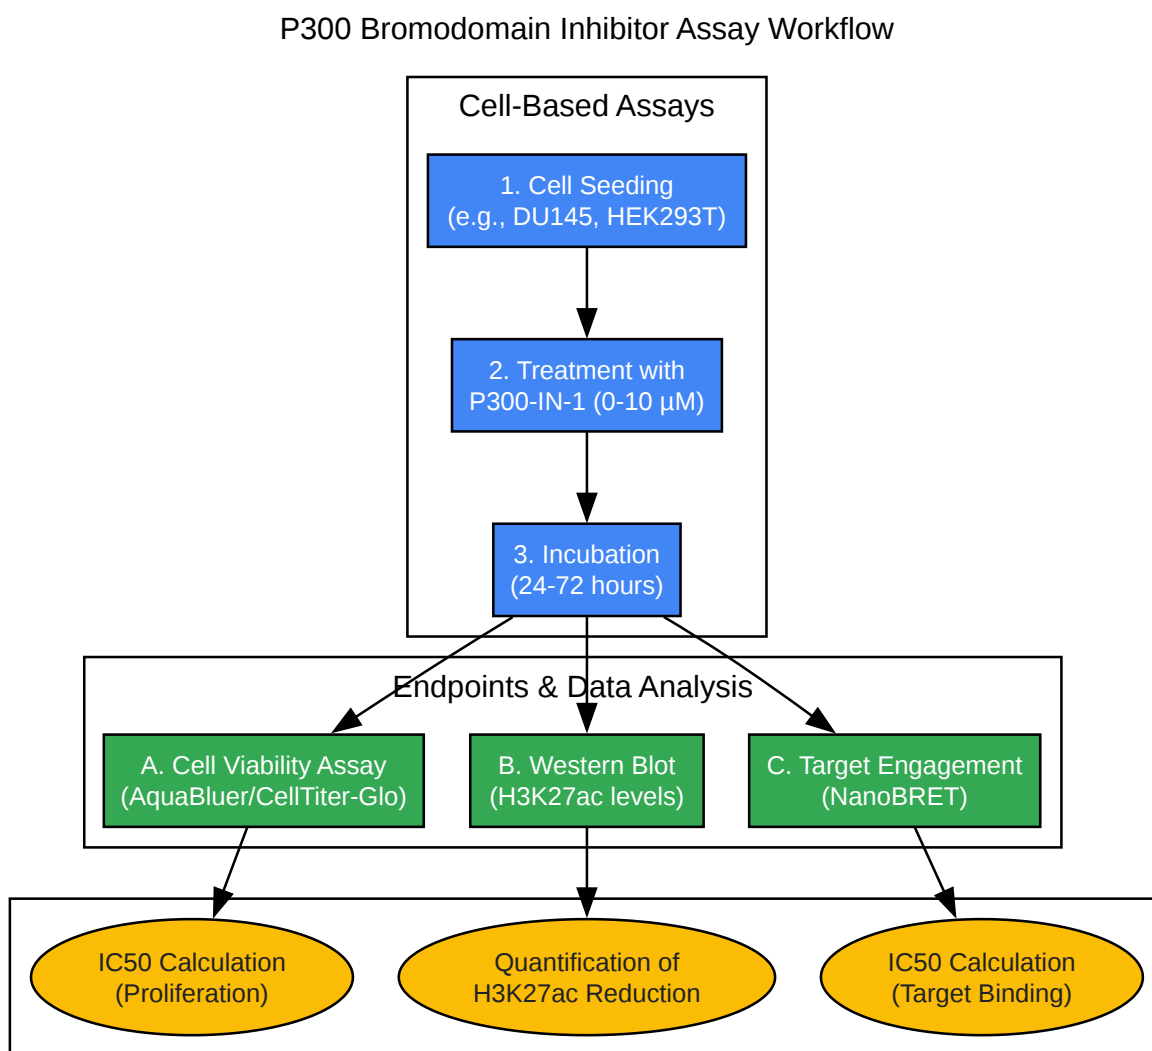 P300 Bromodomain Inhibitor Assay Workflow
Cell-Based Assays
1. Cell Seeding
(e.g., DU145, HEK293T)
2. Treatment with
P300-IN-1 (0-10 µM)
3. Incubation
(24-72 hours)
Endpoints & Data Analysis
A. Cell Viability Assay
(AquaBluer/CellTiter-Glo)
B. Western Blot
(H3K27ac levels)
C. Target Engagement
(NanoBRET)
IC50 Calculation
(Proliferation)
Quantification of
H3K27ac Reduction
IC50 Calculation
(Target Binding)